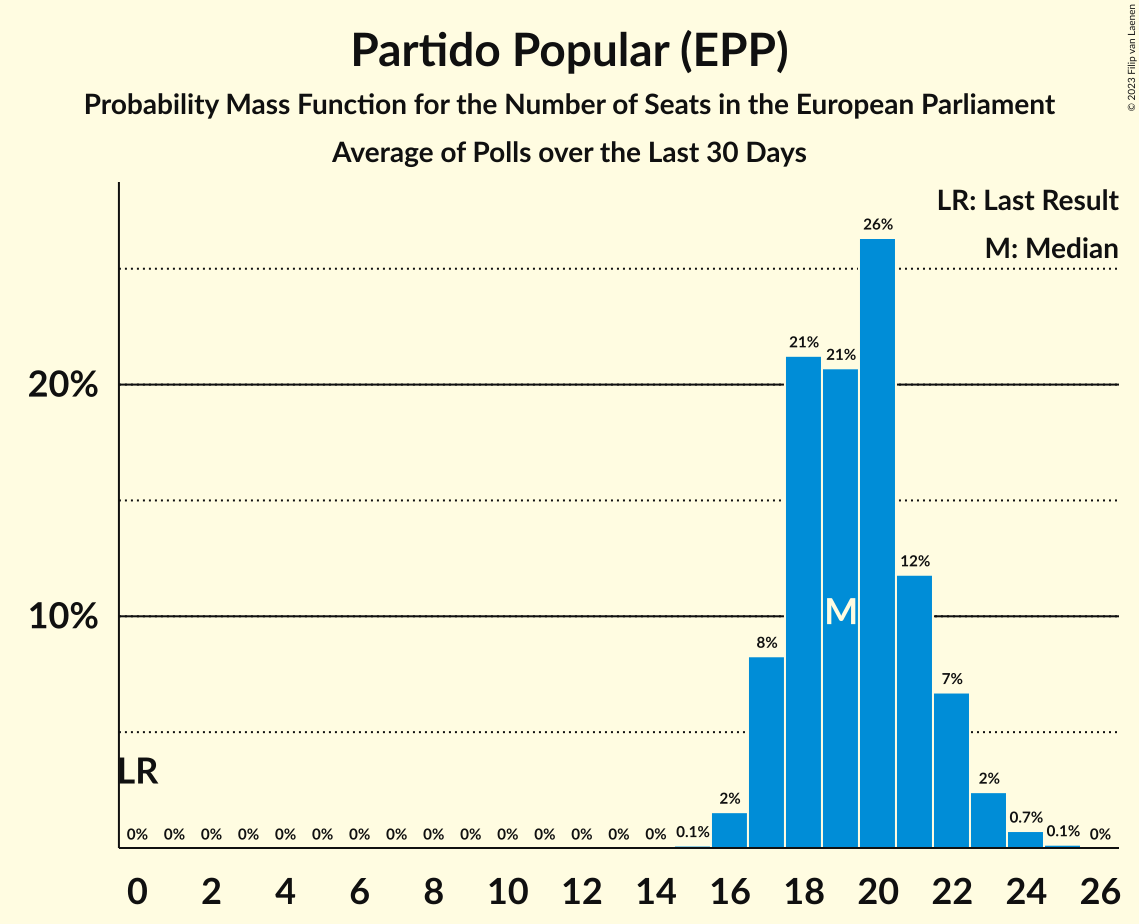 Partido Popular (EPP)
Probability Mass Function for the Number of Seats in the European Parliament
Average of Polls over the Last 30 Days
© 2023 Filip van Laenen
LR: Last Result
M: Median
26%
21%
21%
20%
12%
M
10%
8%
7%
LR
2%
2%
0.7%
0% 0% 0% 0% 0% 0% 0% 0% 0% 0% 0% 0% 0% 0% 0% 0.1% 0.1% 0%
0 2 4 6 8 10 12 14 16 18 20 22 24 26